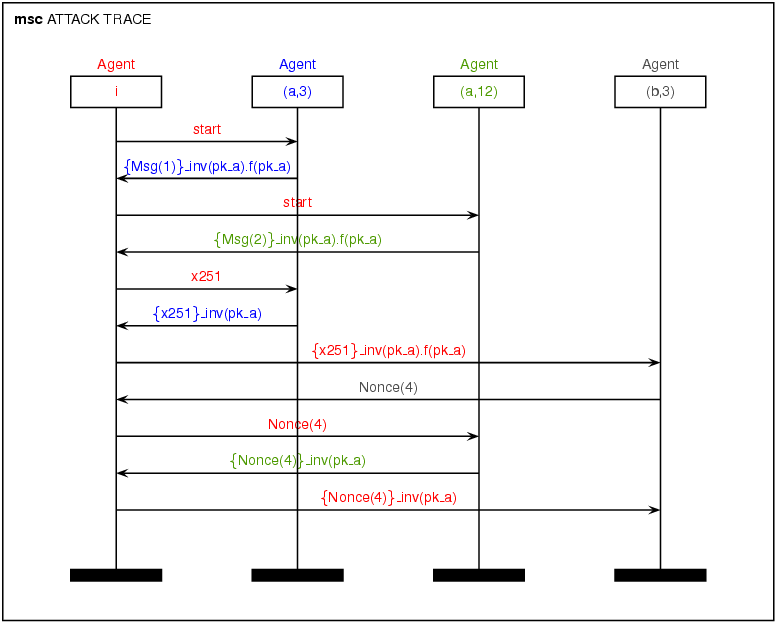 msc ATTACK TRACE
Agent Agent Agent Agent
i (a,3) (a,12) (b,3)
start
{Msg(1)}_inv(pk_a).f(pk_a)
start
{Msg(2)}_inv(pk_a).f(pk_a)
x251
{x251}_inv(pk_a)
{x251}_inv(pk_a).f(pk_a)
Nonce(4)
Nonce(4)
{Nonce(4)}_inv(pk_a)
{Nonce(4)}_inv(pk_a)